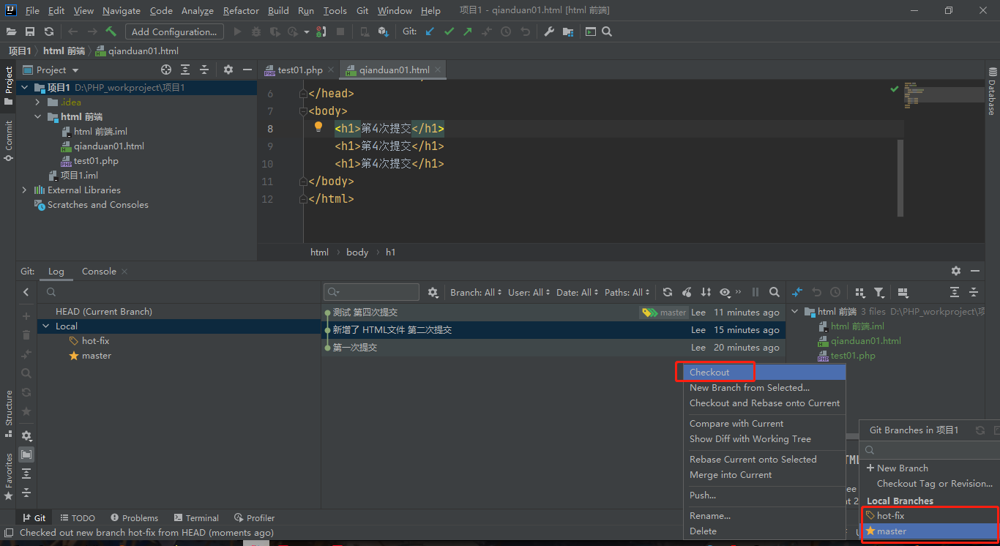 File Edit View Navigate Code Analyze Refactor Build Run Tools Git Window Help 项目1 - qianduan01.html [html 前端]
Add Configuration... Git:
项目1 html 前端 qianduan01.html
Project
Project
test01.php qianduan01.html
项目1 D:\PHP_workproject\项目1
.idea
html 前端
html 前端.iml
qianduan01.html
test01.php
项目1.iml
External Libraries
Scratches and Consoles
Commit
Structure
Favorites
Database
6 </head>
7 <body>
8 <h1>第4次提交</h1>
9 <h1>第4次提交</h1>
10 <h1>第4次提交</h1>
11 </body>
12 </html>
html body h1
Git: Log Console
Branch: All User: All Date: All Paths: All
HEAD (Current Branch)
Local
hot-fix
master
测试 第四次提交 master Lee 11 minutes ago
新增了 HTML文件 第二次提交 Lee 15 minutes ago
第一次提交 Lee 20 minutes ago
html 前端 3 files D:\PHP_workproject\项
html 前端.iml
qianduan01.html
test01.php
Checkout
New Branch from Selected...
Checkout and Rebase onto Current
Compare with Current
Show Diff with Working Tree
Rebase Current onto Selected
Merge into Current
Push...
Rename...
Delete
Git Branches in 项目1
New Branch
Checkout Tag or Revision...
Local Branches
hot-fix
master
Git TODO Problems Terminal Profiler
Checked out new branch hot-fix from HEAD (moments ago)